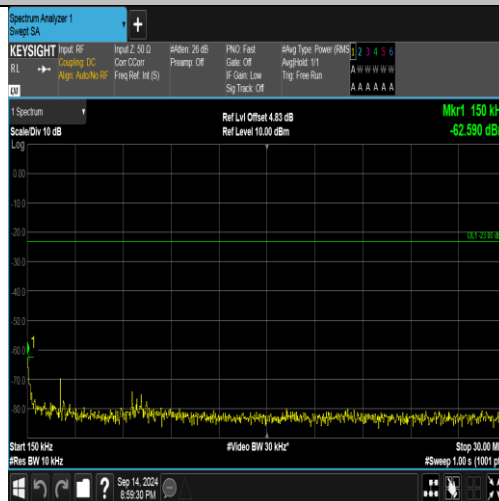 Spectrum Analyzer 1
Swept SA
+
KEYSIGHT Input: RF Input Z: 50 Ω #Atten: 26 dB PNO: Fast #Avg Type: Power (RMS 1 2 3 4 5 6
RL Coupling: DC Corr CCorr Preamp: Off Gate: Off Avg|Hold: 1/1 A W W W W W
Align: Auto/No RF Freq Ref: Int (S) IF Gain: Low Trig: Free Run
Sig Track: Off A A A A A A
LXI
1 Spectrum
Ref Lvl Offset 4.83 dB Mkr1 150 kH
Scale/Div 10 dB Ref Level 10.00 dBm -62.590 dB
Log
0.00
-10.0
-20.0
DL1 -23.00 d
-30.0
-40.0
-50.0
1
-60.0
-70.0
-80.0
Start 150 kHz #Video BW 30 kHz* Stop 30.00 M
#Res BW 10 kHz #Sweep 1.00 s (1001 pt
? Sep 14, 2024
8:59:30 PM